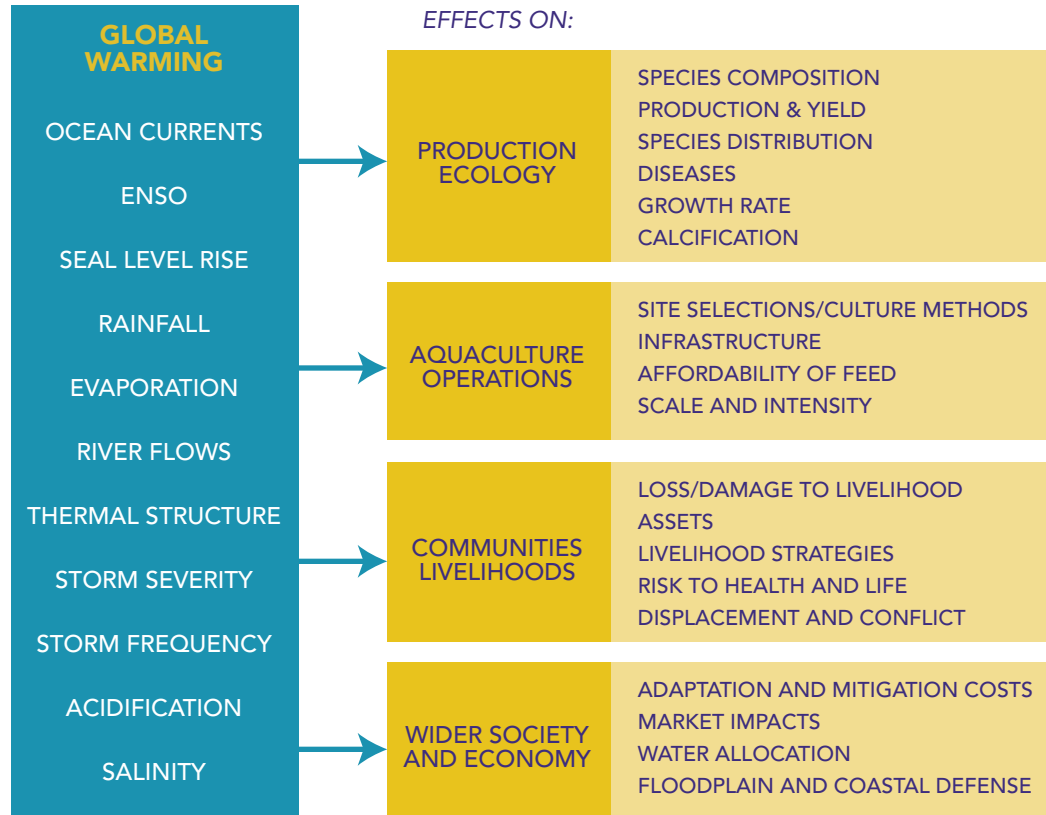 GLOBAL
WARMING
OCEAN CURRENTS
ENSO
SEAL LEVEL RISE
RAINFALL
EVAPORATION
RIVER FLOWS
THERMAL STRUCTURE
STORM SEVERITY
STORM FREQUENCY
ACIDIFICATION
SALINITY
EFFECTS ON:
PRODUCTION
ECOLOGY
SPECIES COMPOSITION
PRODUCTION & YIELD
SPECIES DISTRIBUTION
DISEASES
GROWTH RATE
CALCIFICATION
AQUACULTURE
OPERATIONS
SITE SELECTIONS/CULTURE METHODS
INFRASTRUCTURE
AFFORDABILITY OF FEED
SCALE AND INTENSITY
COMMUNITIES
LIVELIHOODS
LOSS/DAMAGE TO LIVELIHOOD
ASSETS
LIVELIHOOD STRATEGIES
RISK TO HEALTH AND LIFE
DISPLACEMENT AND CONFLICT
WIDER SOCIETY
AND ECONOMY
ADAPTATION AND MITIGATION COSTS
MARKET IMPACTS
WATER ALLOCATION
FLOODPLAIN AND COASTAL DEFENSE